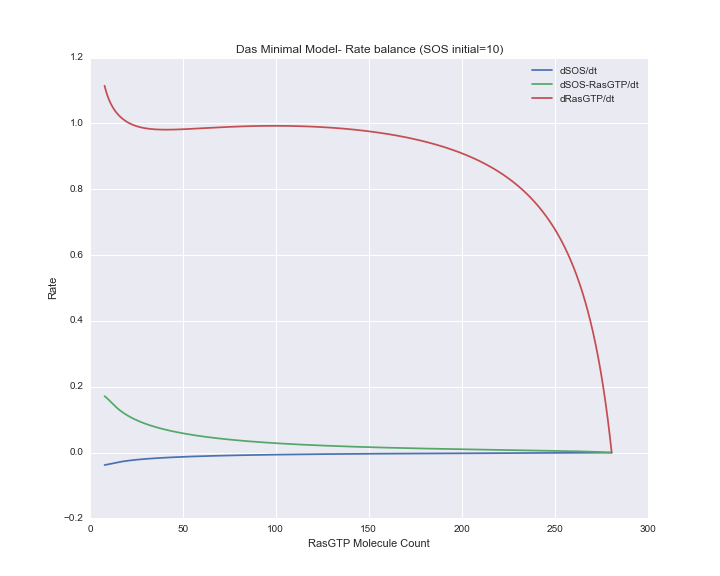 Das Minimal Model- Rate balance (SOS initial=10)
dSOS/dt
dSOS-RasGTP/dt
dRasGTP/dt
1.2
1.0
0.8
0.6
0.4
0.2
0.0
−0.2
Rate
0 50 100 150 200 250 300
RasGTP Molecule Count